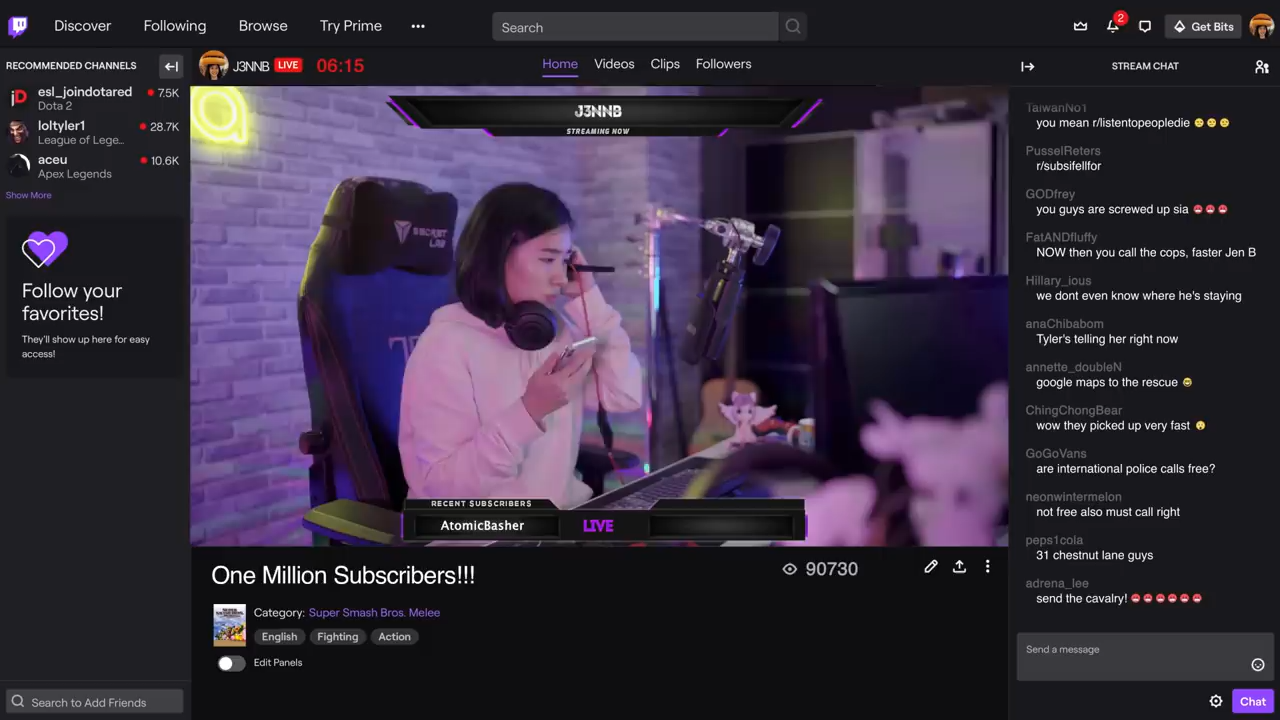 Discover
Following
Browse
Try Prime
Search
2
Get Bits
RECOMMENDED CHANNELS
esl_joindotared
7.5K
Dota 2
loltyler1
28.7K
League of Lege...
aceu
10.6K
Apex Legends
Show More
Follow your
favorites!
They'll show up here for easy
access!
Search to Add Friends
J3NNB
LIVE
06:15
Home
Videos
Clips
Followers
J3NNB
STREAMING NOW
SECRET
LAB
RECENT SUBSCRIBERS
AtomicBasher
LIVE
One Million Subscribers!!!
90730
Category: Super Smash Bros. Melee
English
Fighting
Action
Edit Panels
STREAM CHAT
TaiwanNo1
you mean r/listentopeopledie
PusselReters
r/subsifellfor
GODfrey
you guys are screwed up sia
FatANDfluffy
NOW then you call the cops, faster Jen B
Hillary_ious
we dont even know where he's staying
anaChibabom
Tyler's telling her right now
annette_doubleN
google maps to the rescue
ChingChongBear
wow they picked up very fast
GoGoVans
are international police calls free?
neonwintermelon
not free also must call right
peps1cola
31 chestnut lane guys
adrena_lee
send the cavalry!
Send a message
Chat